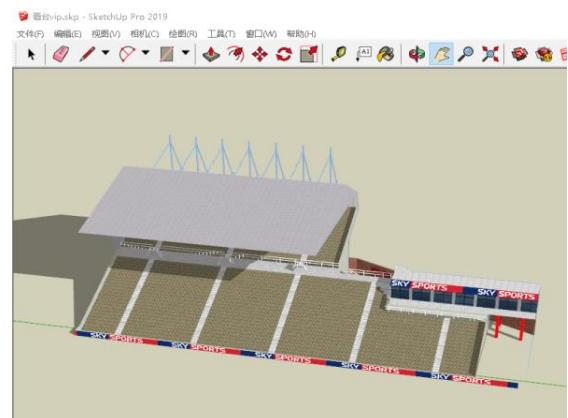 看台vip.skp - SketchUp Pro 2019
文件(F) 编辑(E) 视图(V) 相机(C) 绘图(R) 工具(T) 窗口(W) 帮助(H)
A1
SKY SPORTS SKY SPORTS
SKY SPORTS SKY SPORTS SKY SPORTS SKY SPORTS SKY SPORTS